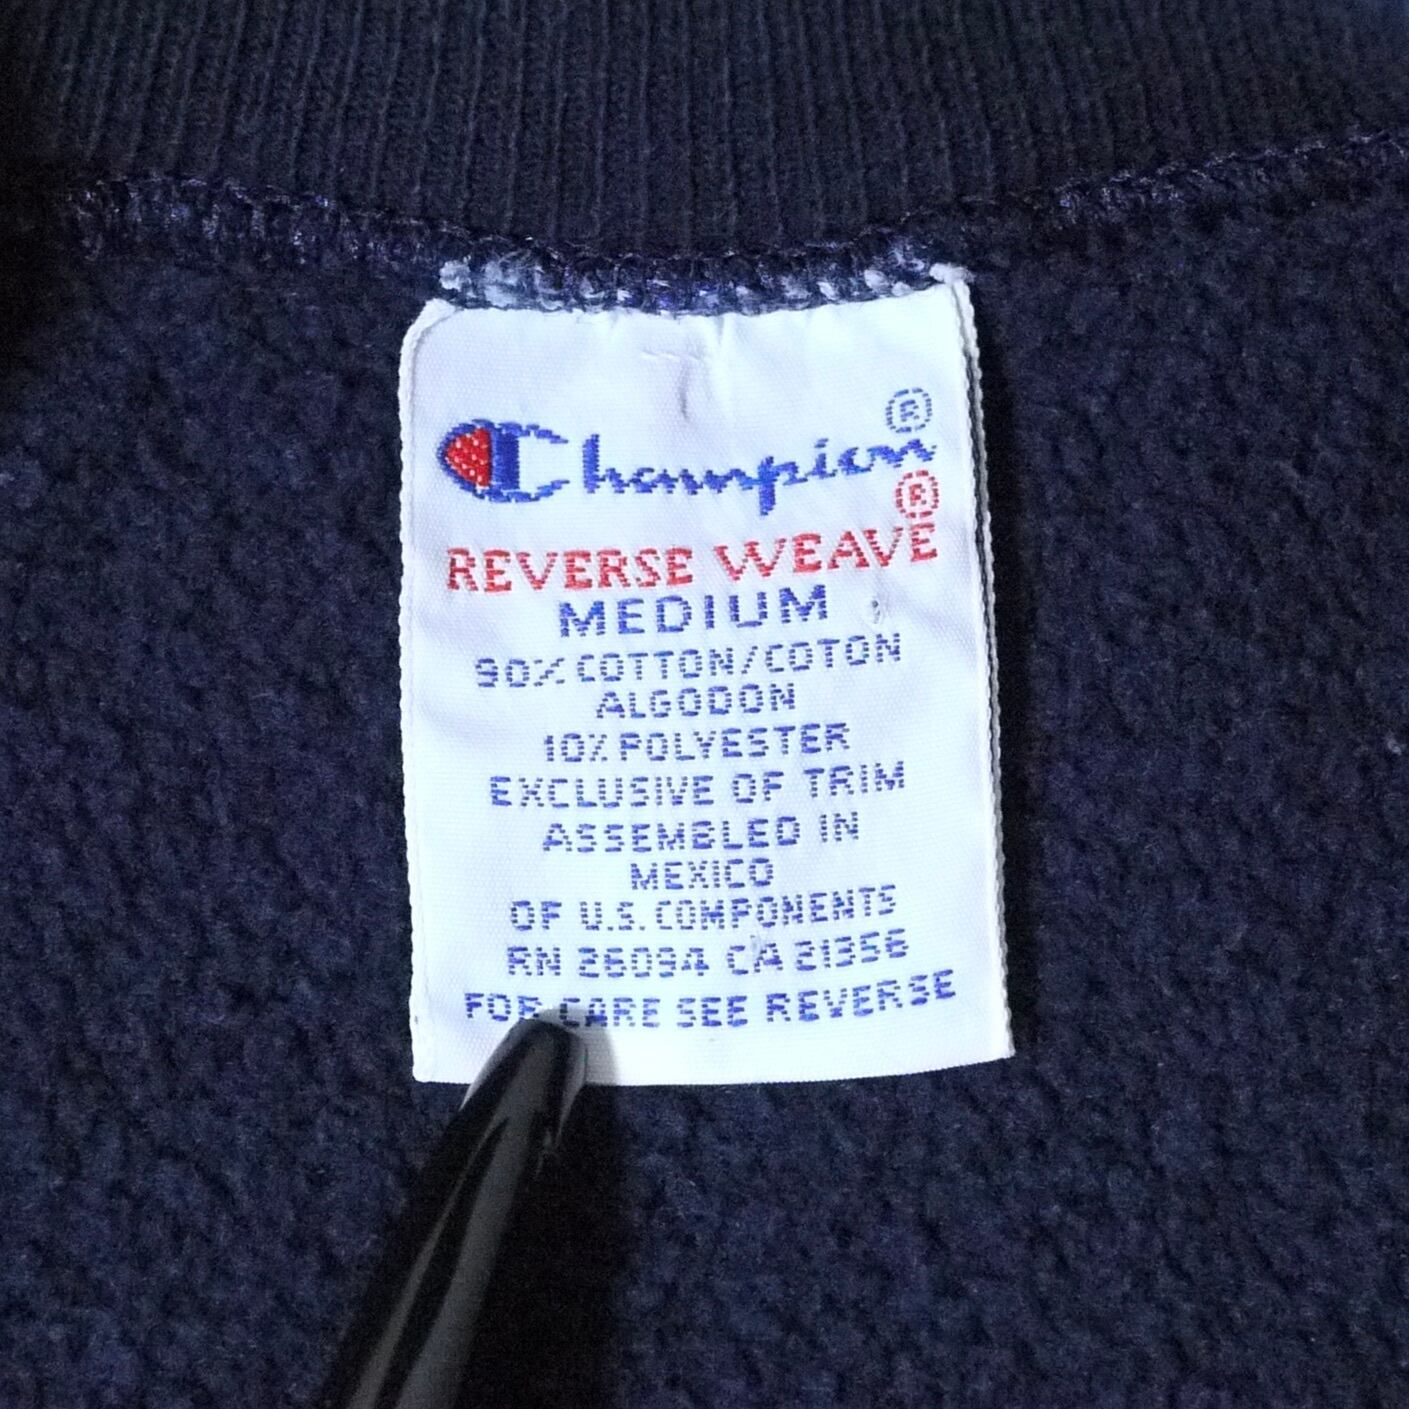 Champion®
®
REVERSE WEAVE
MEDIUM
90% COTTON/COTON
ALGODON
10% POLYESTER
EXCLUSIVE OF TRIM
ASSEMBLED IN
MEXICO
OF U.S. COMPONENTS
RN 26094 CA 21356
FOR CARE SEE REVERSE